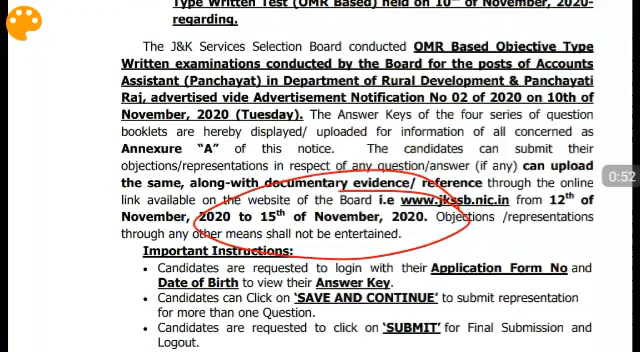 Type Written Test (OMR Based) held on 10th of November, 2020-
regarding.
The J&K Services Selection Board conducted OMR Based Objective Type
Written examinations conducted by the Board for the posts of Accounts
Assistant (Panchayat) in Department of Rural Development & Panchayati
Raj, advertised vide Advertisement Notification No 02 of 2020 on 10th of
November, 2020 (Tuesday). The Answer Keys of the four series of question
booklets are hereby displayed/ uploaded for information of all concerned as
Annexure “A” of this notice. The candidates can submit their
objections/representations in respect of any question/answer (if any) can upload
the same, along-with documentary evidence/ reference through the online
link available on the website of the Board i.e www.jkssb.nic.in from 12th of
November, 2020 to 15th of November, 2020. Objections /representations
through any other means shall not be entertained.
Important Instructions:
• Candidates are requested to login with their Application Form No and
Date of Birth to view their Answer Key.
• Candidates can Click on ‘SAVE AND CONTINUE’ to submit representation
for more than one Question.
• Candidates are requested to click on ‘SUBMIT’ for Final Submission and
Logout.
0:52